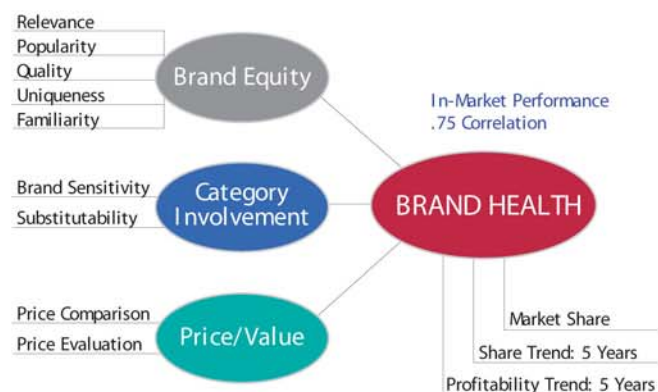 Relevance
Popularity
Quality
Uniqueness
Familiarity
Brand Equity
In-Market Performance
.75 Correlation
Brand Sensitivity
Substitutability
Category
Involvement
BRAND HEALTH
Price Comparison
Price Evaluation
Price/Value
Market Share
Share Trend: 5 Years
Profitability Trend: 5 Years